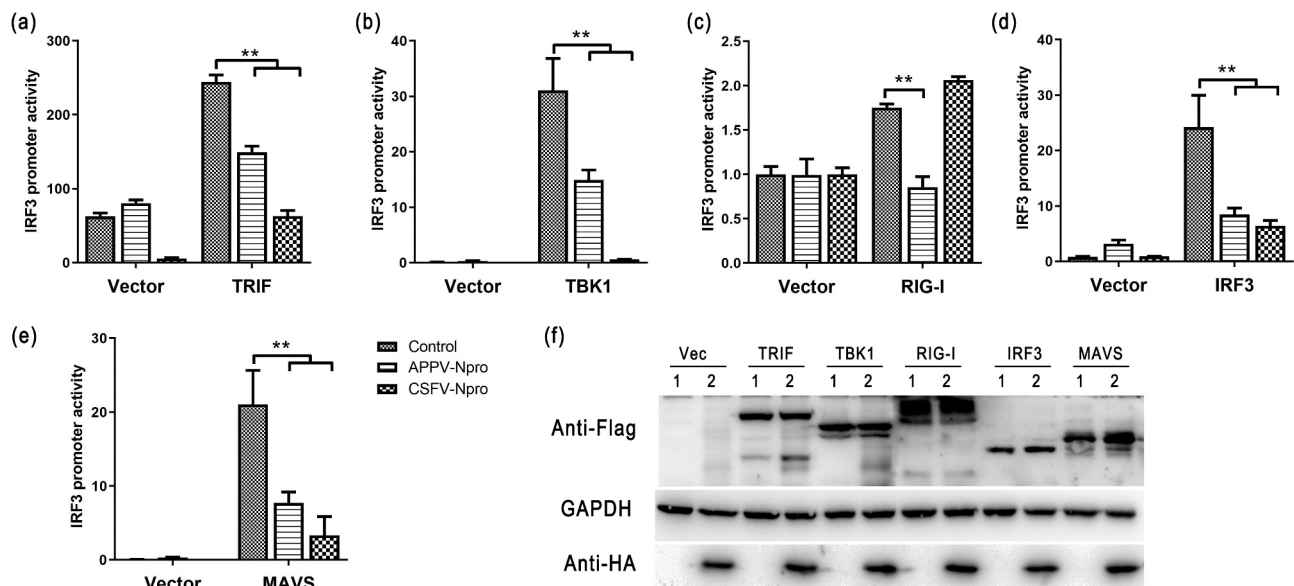 (a)
IRF3 promoter activity
300
200
100
0
**
Vector TRIF
(b)
IRF3 promoter activity
40
30
20
10
0
**
Vector TBK1
(c)
IRF3 promoter activity
2.5
2.0
1.5
1.0
0.5
0.0
**
Vector RIG-I
(d)
IRF3 promoter activity
40
30
20
10
0
**
Vector IRF3
(e)
IRF3 promoter activity
30
20
10
0
**
Vector MAVS
Control
APPV-Npro
CSFV-Npro
(f)
Vec TRIF TBK1 RIG-I IRF3 MAVS
1 2 1 2 1 2 1 2 1 2 1 2
Anti-Flag
GAPDH
Anti-HA